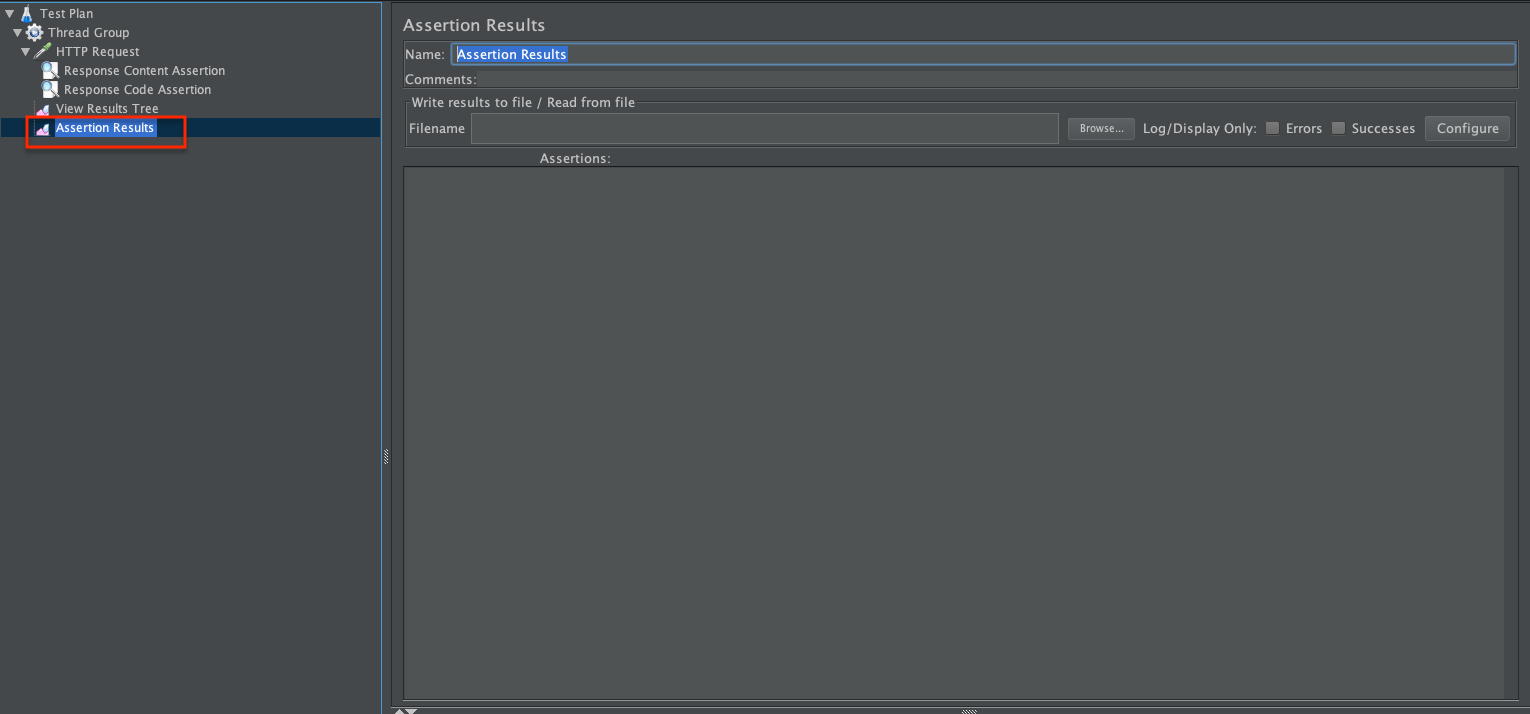 Test Plan
Thread Group
HTTP Request
Response Content Assertion
Response Code Assertion
View Results Tree
Assertion Results
Assertion Results
Name: Assertion Results
Comments:
Write results to file / Read from file
Filename Browse... Log/Display Only: Errors Successes Configure
Assertions: